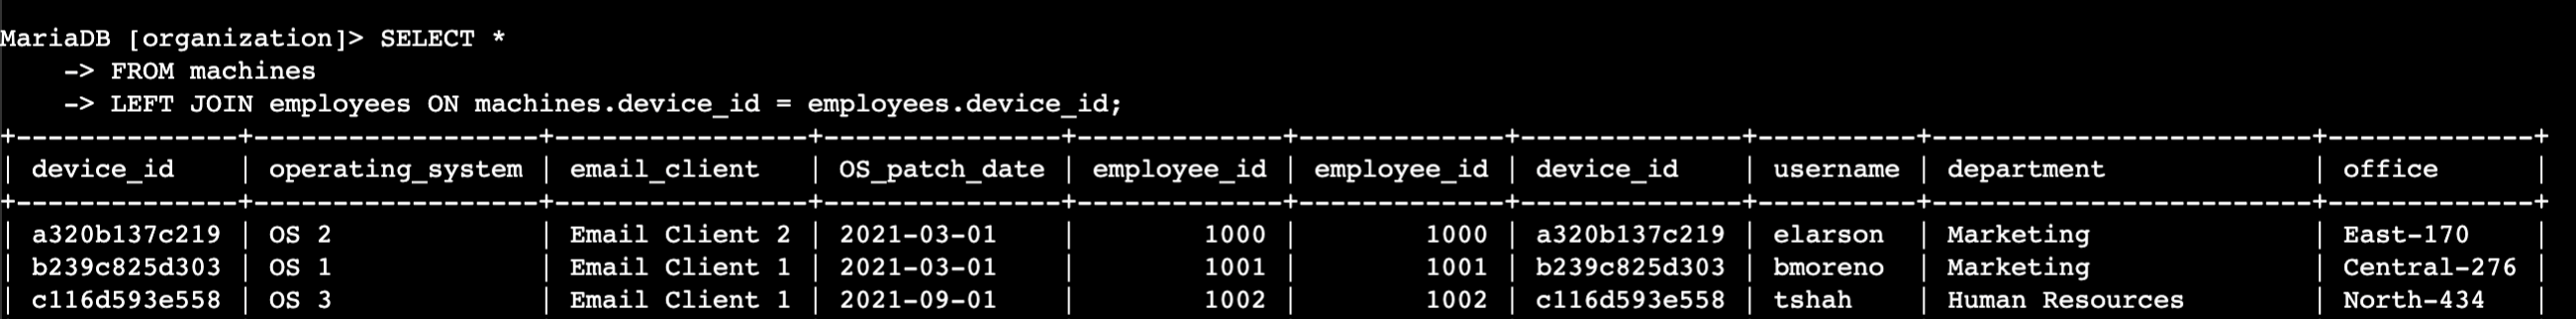 MariaDB [organization]> SELECT *
    -> FROM machines
    -> LEFT JOIN employees ON machines.device_id = employees.device_id;
+--------------+------------------+----------------+---------------+-------------+-------------+--------------+----------+------------------------+-------------+
| device_id    | operating_system | email_client   | OS_patch_date | employee_id | employee_id | device_id    | username | department             | office      |
+--------------+------------------+----------------+---------------+-------------+-------------+--------------+----------+------------------------+-------------+
| a320b137c219 | OS 2             | Email Client 2 | 2021-03-01    |        1000 |        1000 | a320b137c219 | elarson  | Marketing              | East-170    |
| b239c825d303 | OS 1             | Email Client 1 | 2021-03-01    |        1001 |        1001 | b239c825d303 | bmoreno  | Marketing              | Central-276 |
| c116d593e558 | OS 3             | Email Client 1 | 2021-09-01    |        1002 |        1002 | c116d593e558 | tshah    | Human Resources        | North-434   |